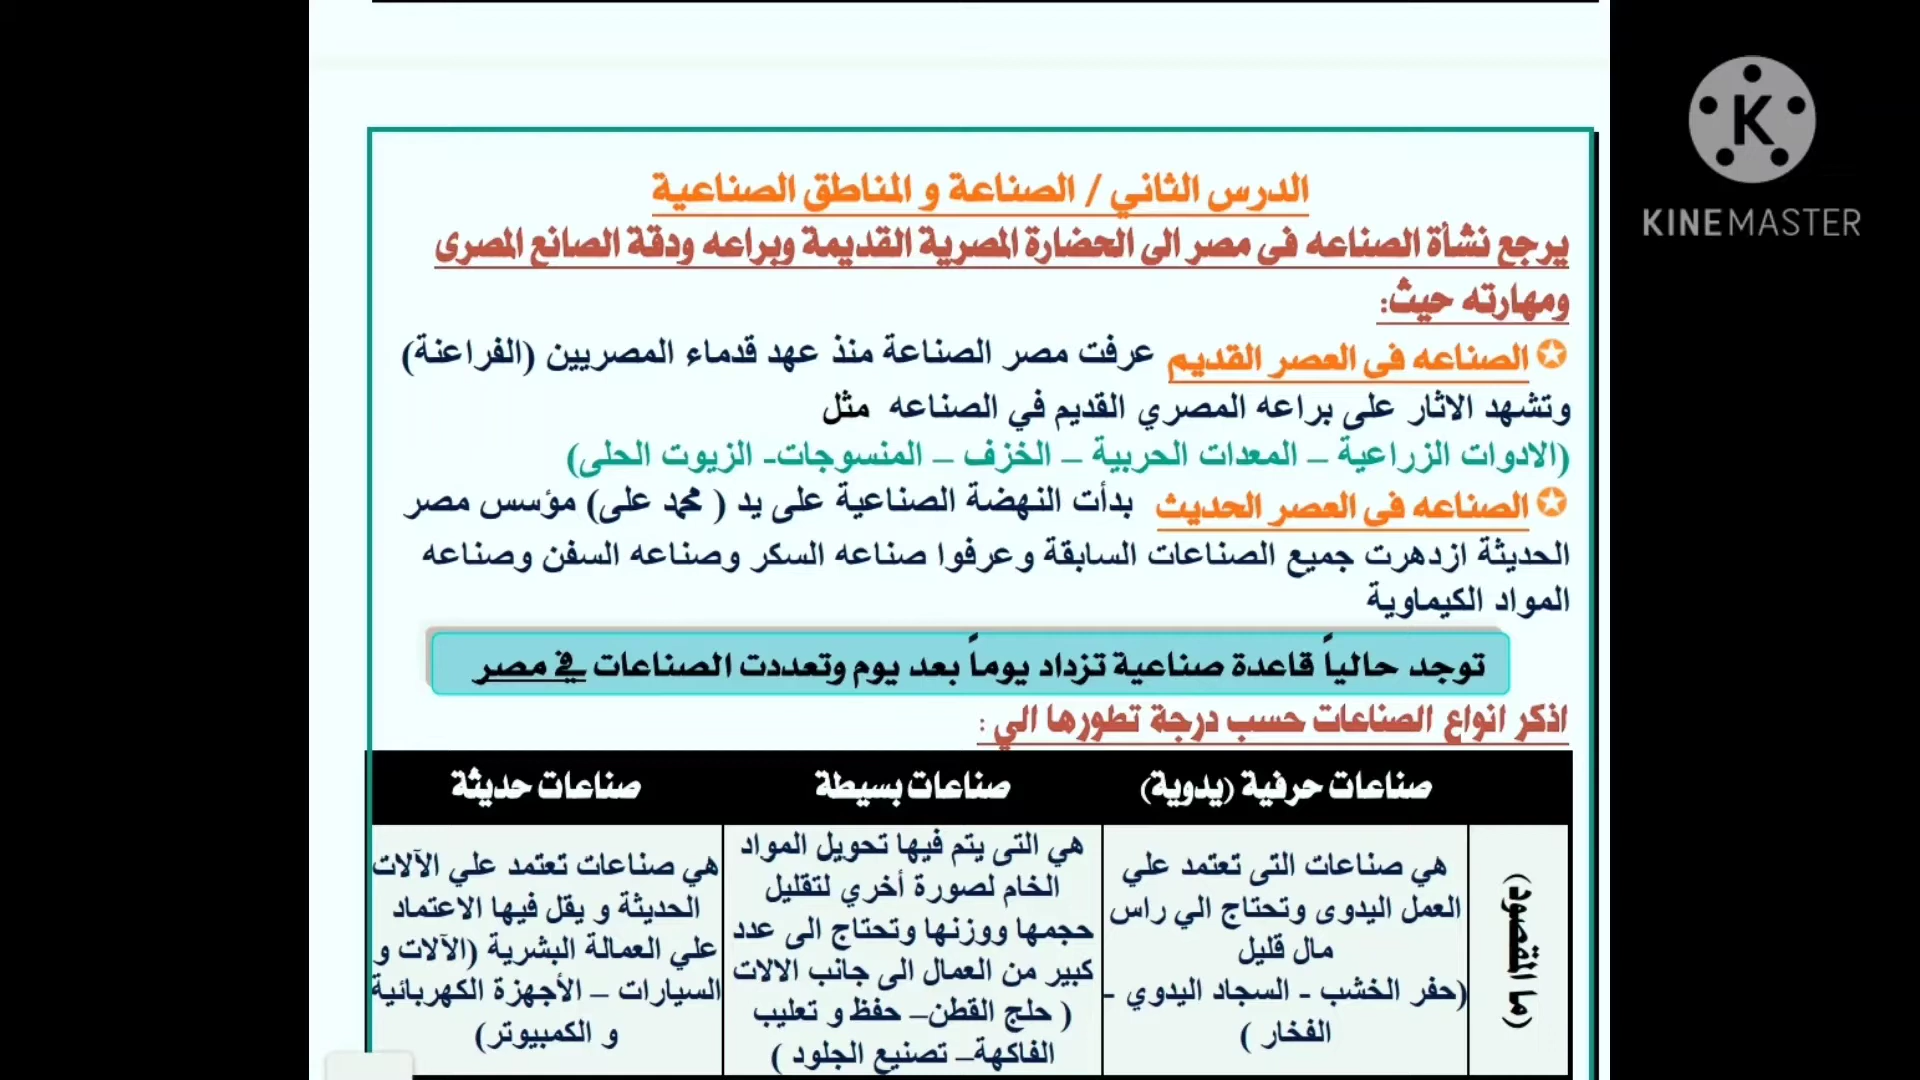 الدرس الثاني / الصناعة و المناطق الصناعية
يرجع نشأة الصناعه فى مصر الى الحضارة المصرية القديمة وبراعه ودقة الصانع المصرى
ومهارته حيث:
الصناعه فى العصر القديم عرفت مصر الصناعة منذ عهد قدماء المصريين (الفراعنة)
وتشهد الاثار على براعه المصري القديم في الصناعه مثل
(الادوات الزراعية – المعدات الحربية – الخزف – المنسوجات- الزيوت الحلى)
الصناعه فى العصر الحديث بدأت النهضة الصناعية على يد ( محمد على) مؤسس مصر
الحديثة ازدهرت جميع الصناعات السابقة وعرفوا صناعه السكر وصناعه السفن وصناعه
المواد الكيماوية
توجد حالياً قاعدة صناعية تزداد يوماً بعد يوم وتعددت الصناعات في مصر
اذكر انواع الصناعات حسب درجة تطورها الي :
صناعات حرفية (يدوية)
صناعات بسيطة
صناعات حديثة
(ما المقصود)
هي صناعات التى تعتمد علي
العمل اليدوى وتحتاج الي راس
مال قليل
(حفر الخشب - السجاد اليدوي -
الفخار )
هي التى يتم فيها تحويل المواد
الخام لصورة أخري لتقليل
حجمها ووزنها وتحتاج الى عدد
كبير من العمال الى جانب الالات
( حلج القطن– حفظ و تعليب
الفاكهة– تصنيع الجلود )
هي صناعات تعتمد علي الآلات
الحديثة و يقل فيها الاعتماد
علي العمالة البشرية (الآلات و
السيارات – الأجهزة الكهربائية
و الكمبيوتر)
K
KINEMASTER